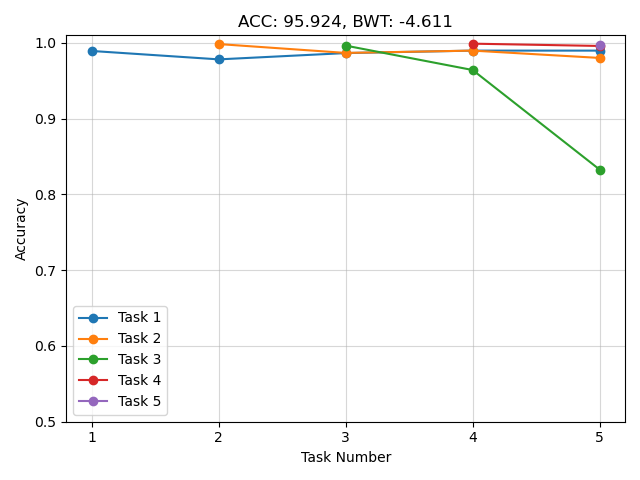 ACC: 95.924, BWT: -4.611
1.0
0.9
0.8
0.7
0.6
0.5
Accuracy
Task 1
Task 2
Task 3
Task 4
Task 5
1 2 3 4 5
Task Number